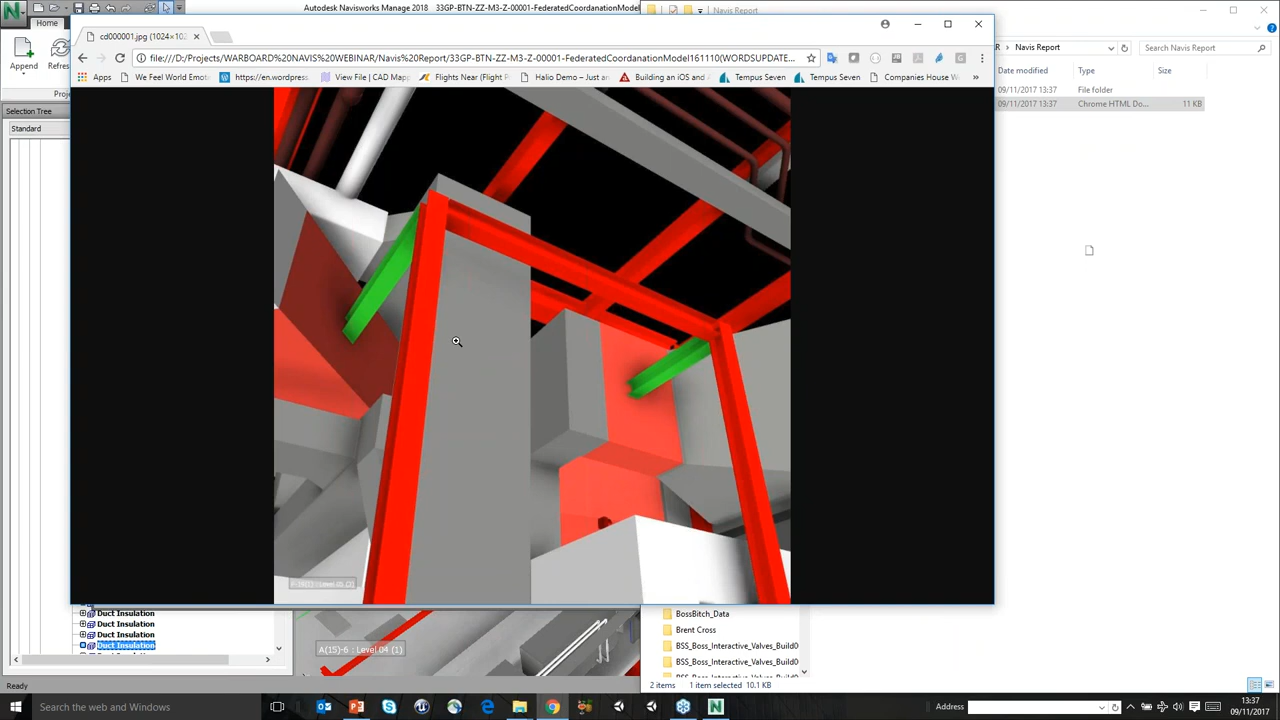 Autodesk Navisworks Manage 2018 33GP-BTN-ZZ-M3-Z-00001-FederatedCoordanationModel
Navis Report
Home
cd000001.jpg (1024×102
Append
Refres
file:///D:/Projects/WARBOARD%20NAVIS%20WEBINAR/Navis%20Report/33GP-BTN-ZZ-M3-Z-00001-FederatedCoordanationModel161110(WORDSUPDATE...
R › Navis Report
Search Navis Report
Apps
We Feel World Emoti
https://en.wordpress.
View | CAD Mapp
Flights Near (Flight P
Halio Demo – Just an
Building an iOS and A
Tempus Seven
Tempus Seven
Companies House W
»
Date modified
Type
Size
Proj
09/11/2017 13:37
File folder
09/11/2017 13:37
Chrome HTML Do...
11 KB
Selection Tree
Standard
Duct Insulation
Duct Insulation
Duct Insulation
Duct Insulation
A(15)-6 : Level 04 (1)
BossBitch_Data
Brent Cross
BSS_Boss_Interactive_Valves_Build0
BSS_Boss_Interactive_Valves_Build0
Ready
2 items
1 item selected 10.1 KB
Search the web and Windows
Address
13:37
09/11/2017